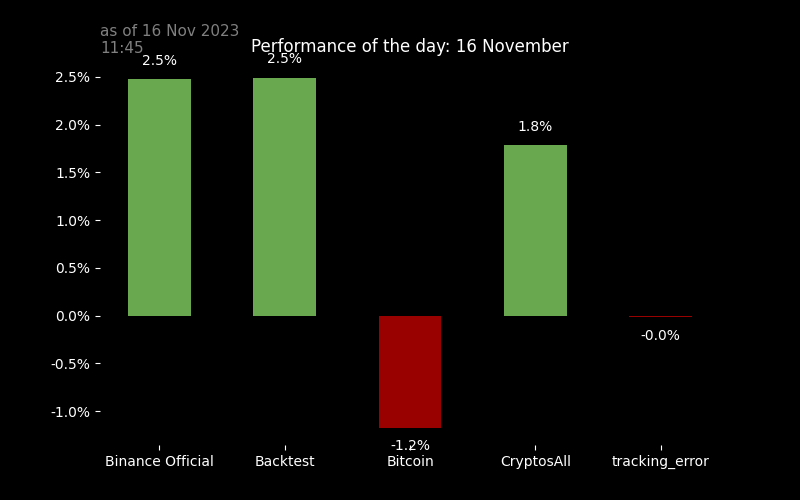 as of 16 Nov 2023
11:45
Performance of the day: 16 November
2.5%
2.5%
1.8%
-0.0%
-1.2%
2.5%
2.0%
1.5%
1.0%
0.5%
0.0%
-0.5%
-1.0%
Binance Official
Backtest
Bitcoin
CryptosAll
tracking_error